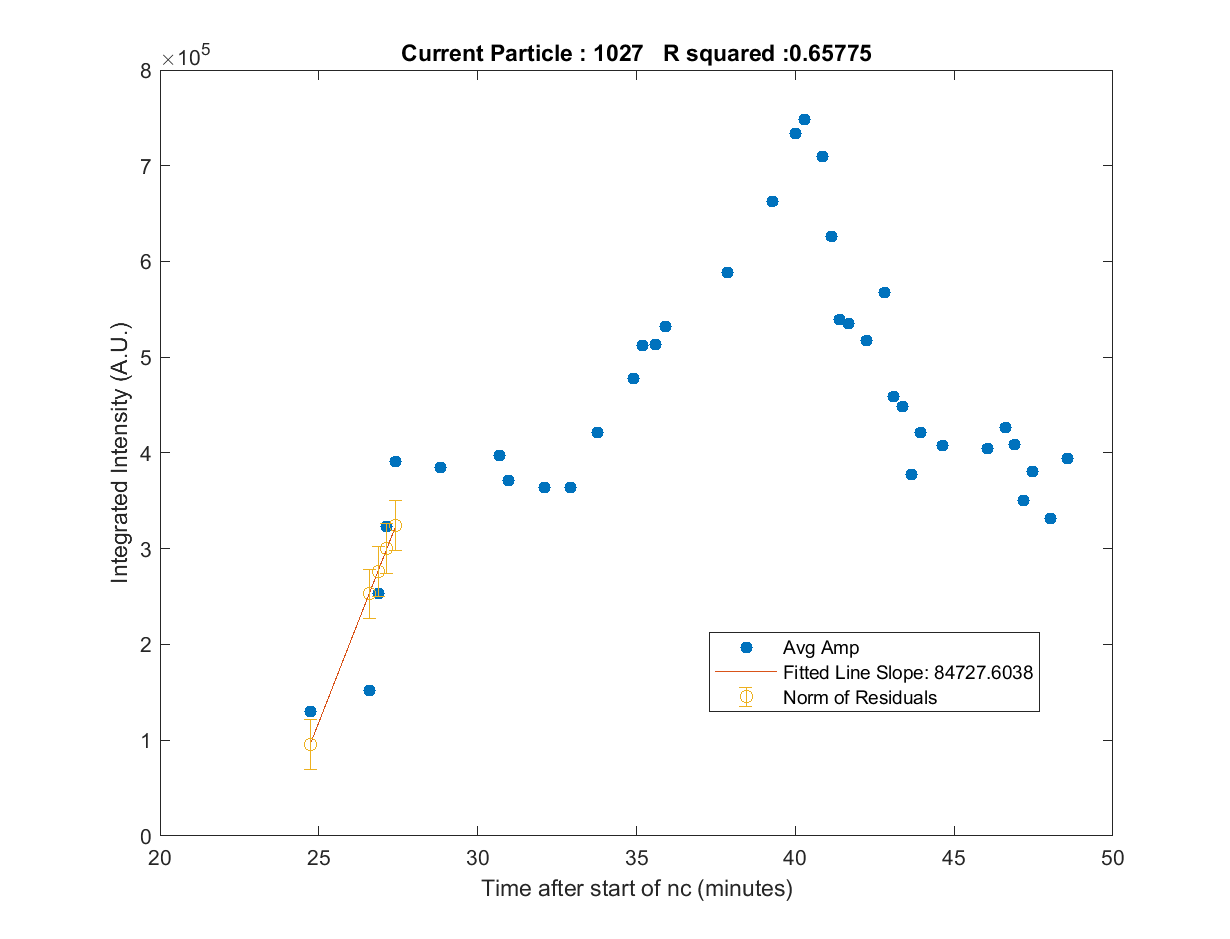 Current Particle : 1027 R squared :0.65775
×10^5
8
7
6
5
4
3
2
1
0
Integrated Intensity (A.U.)
Avg Amp
Fitted Line Slope: 84727.6038
Norm of Residuals
20 25 30 35 40 45 50
Time after start of nc (minutes)